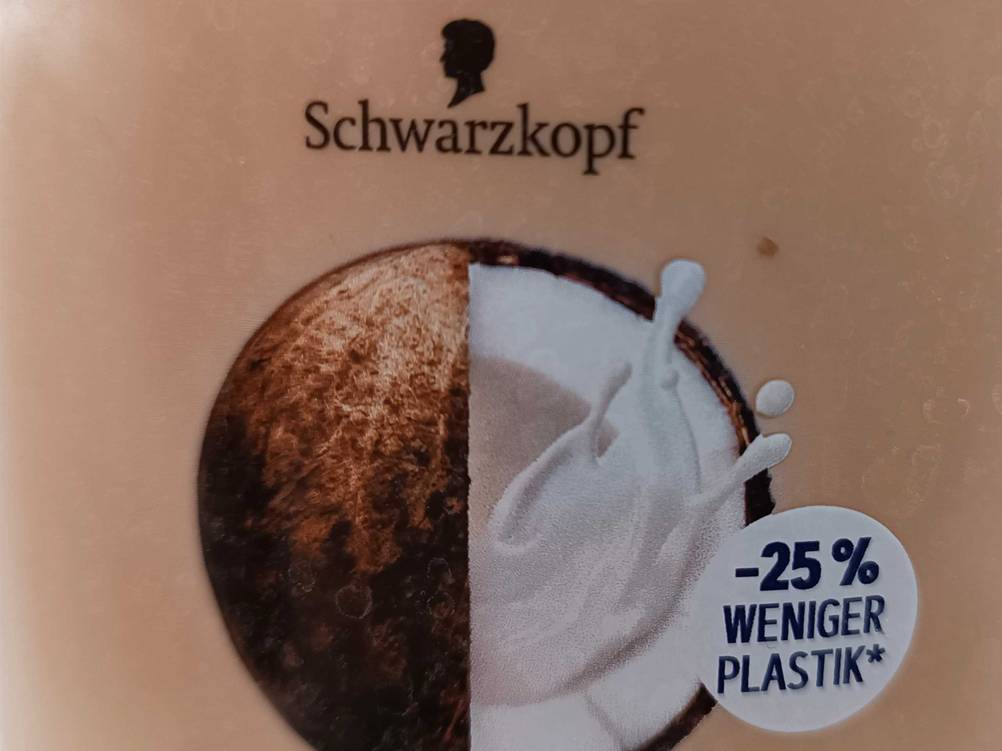 Schwarzkopf
-25%
WENIGER
PLASTIK*